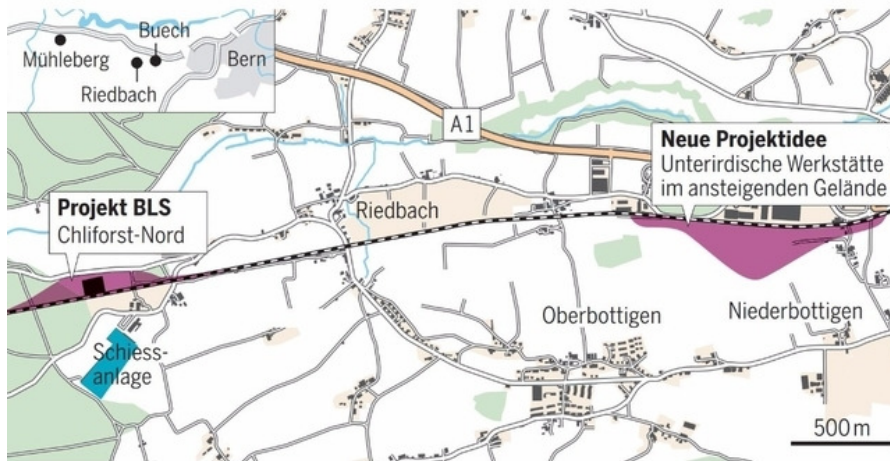 Buech
Mühleberg
Bern
Riedbach
A1
Neue Projektidee
Unterirdische Werkstätte
im ansteigenden Gelände
Projekt BLS
Chliforst-Nord
Riedbach
Oberbottigen
Niederbottigen
Schiess-
anlage
500 m